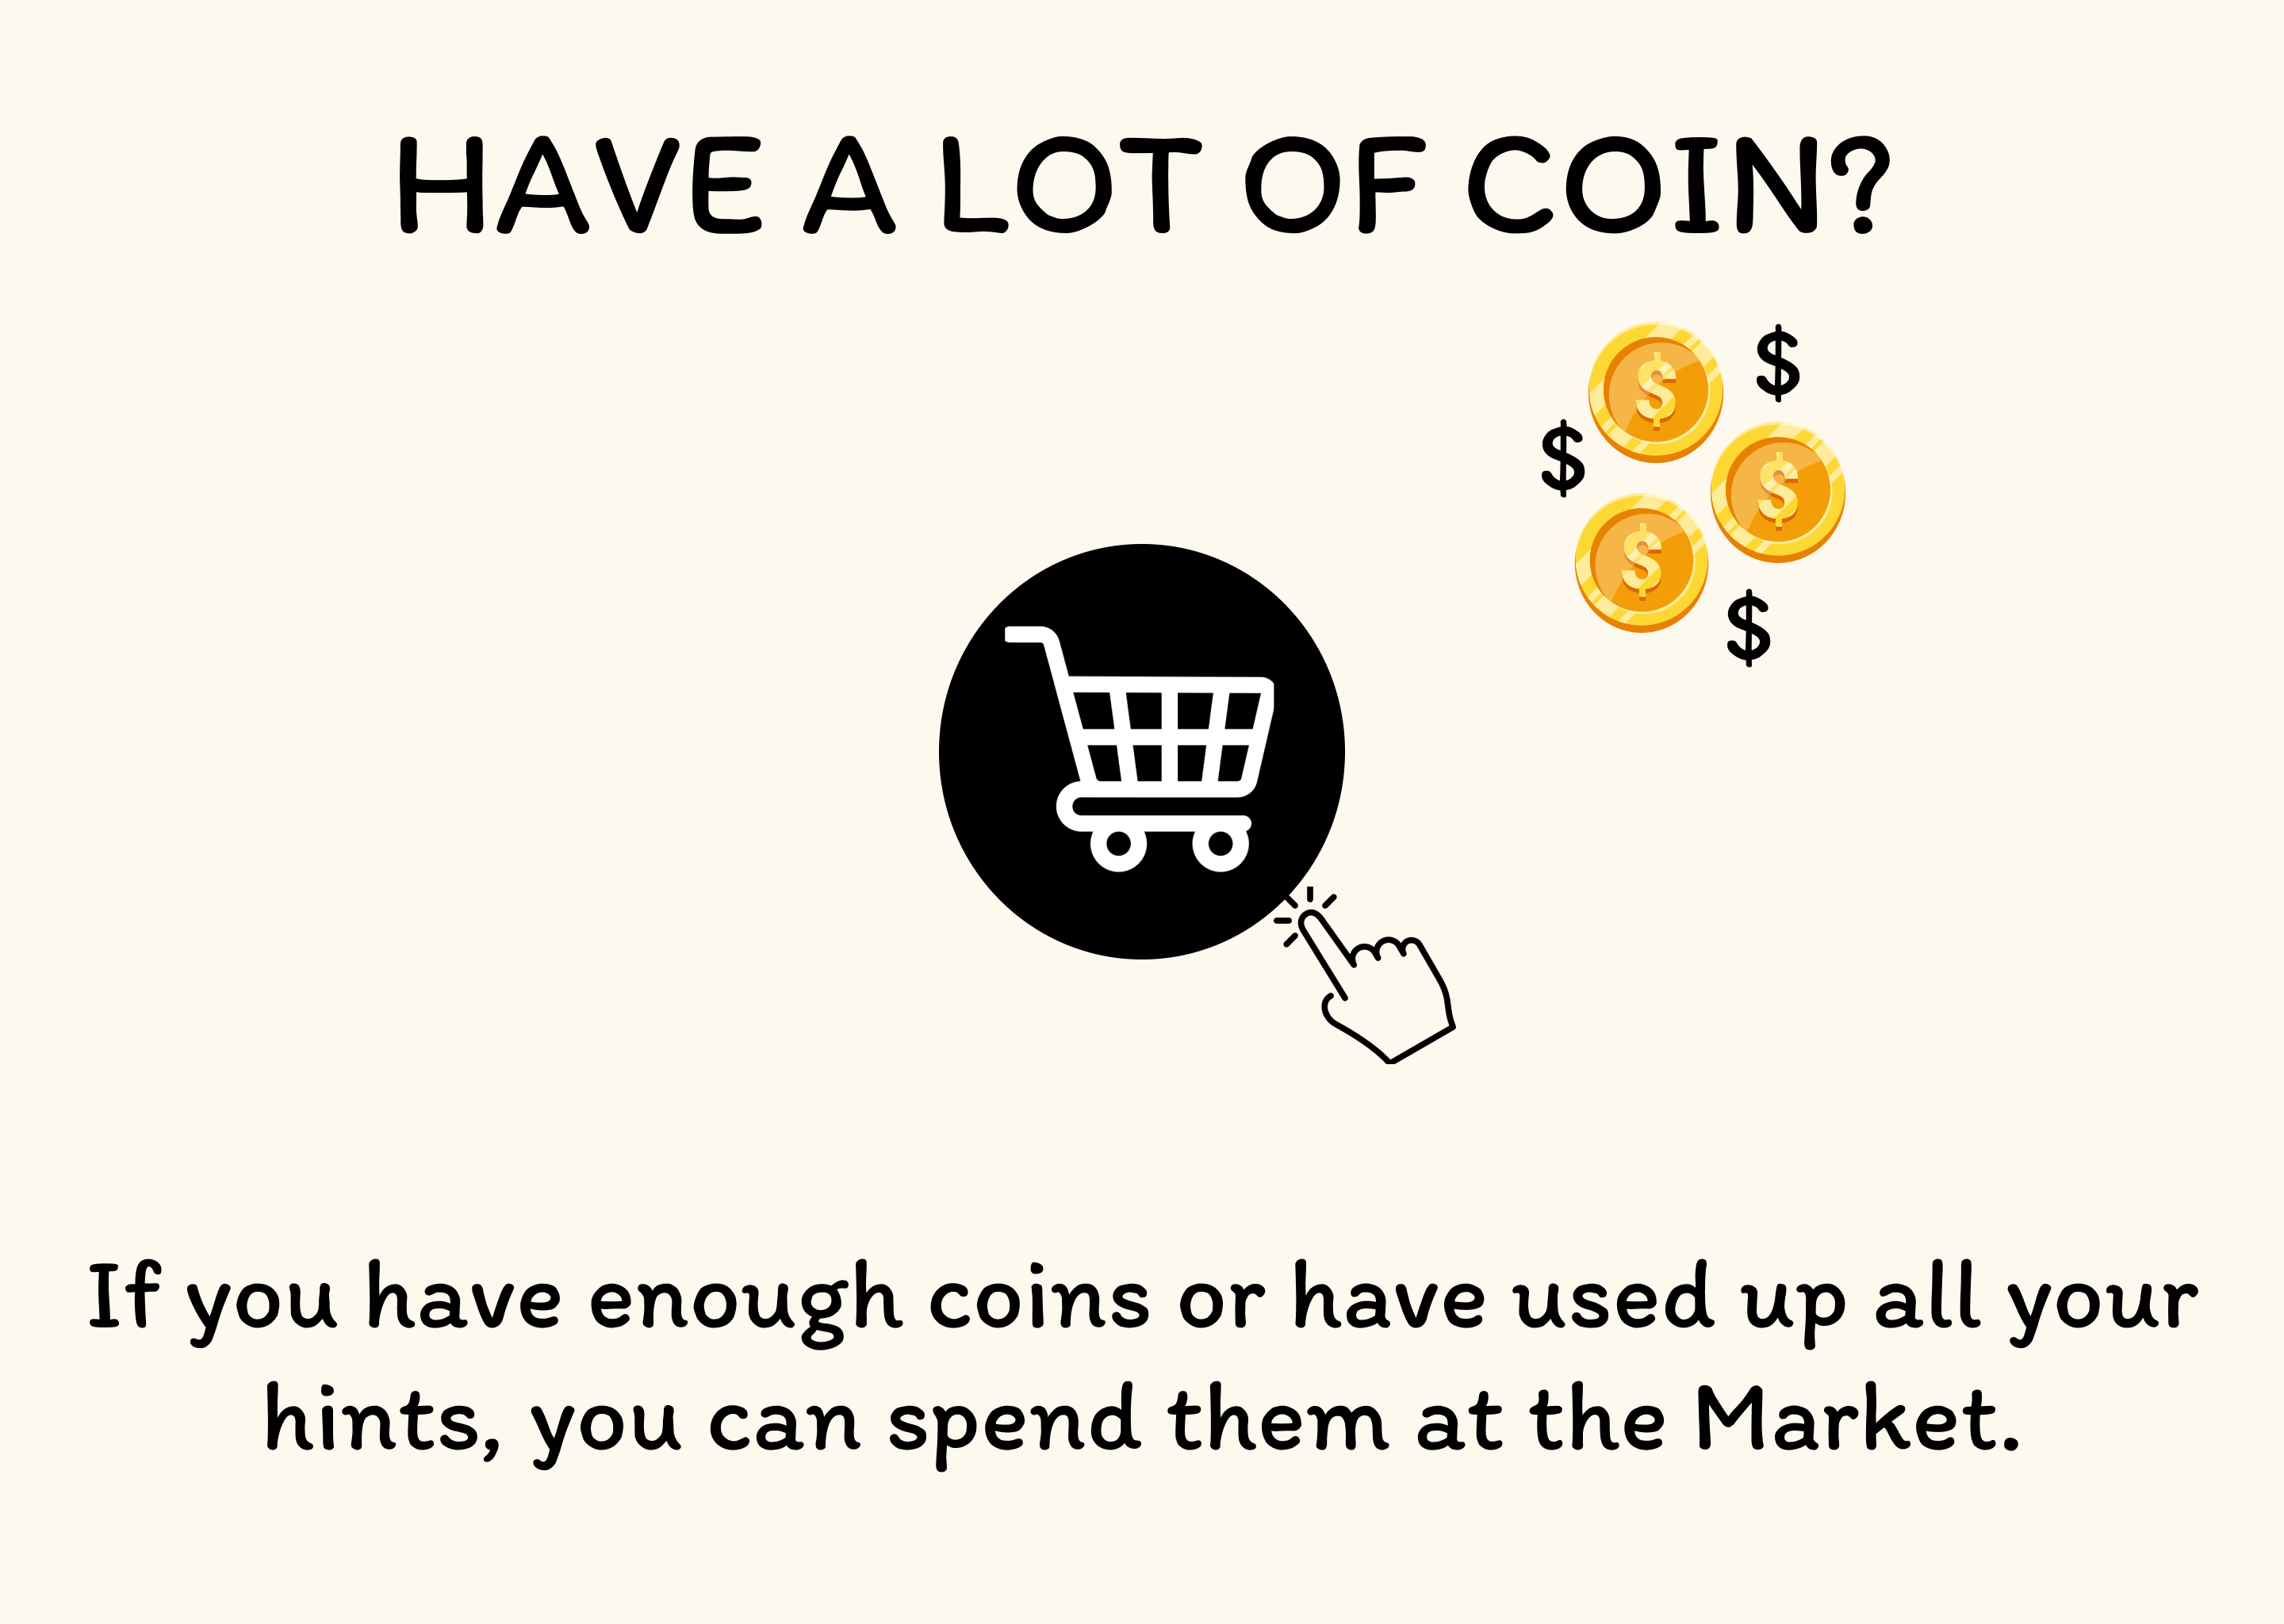 HAVE A LOT OF COIN?
$
$
$
$
$
$
If you have enough coins or have used up all your
hints, you can spend them at the Market.